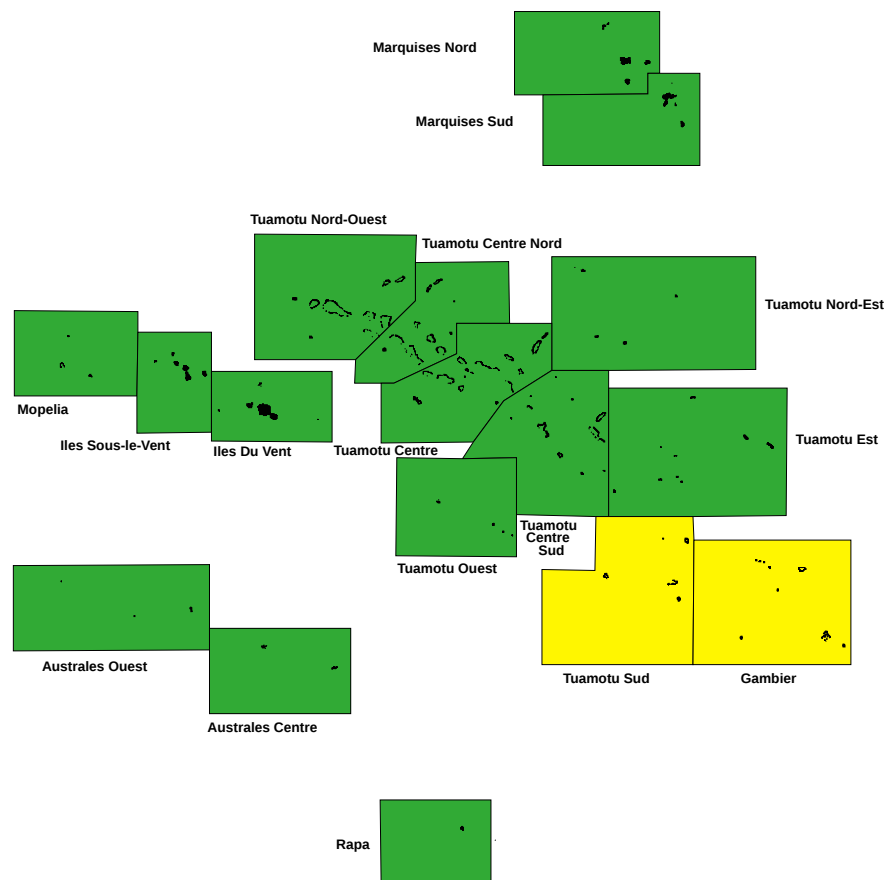 Marquises Nord
Marquises Sud
Tuamotu Nord-Ouest
Tuamotu Centre Nord
Tuamotu Nord-Est
Mopelia
Iles Sous-le-Vent
Iles Du Vent
Tuamotu Centre
Tuamotu Est
Tuamotu
Centre
Sud
Tuamotu Ouest
Australes Ouest
Tuamotu Sud
Gambier
Australes Centre
Rapa